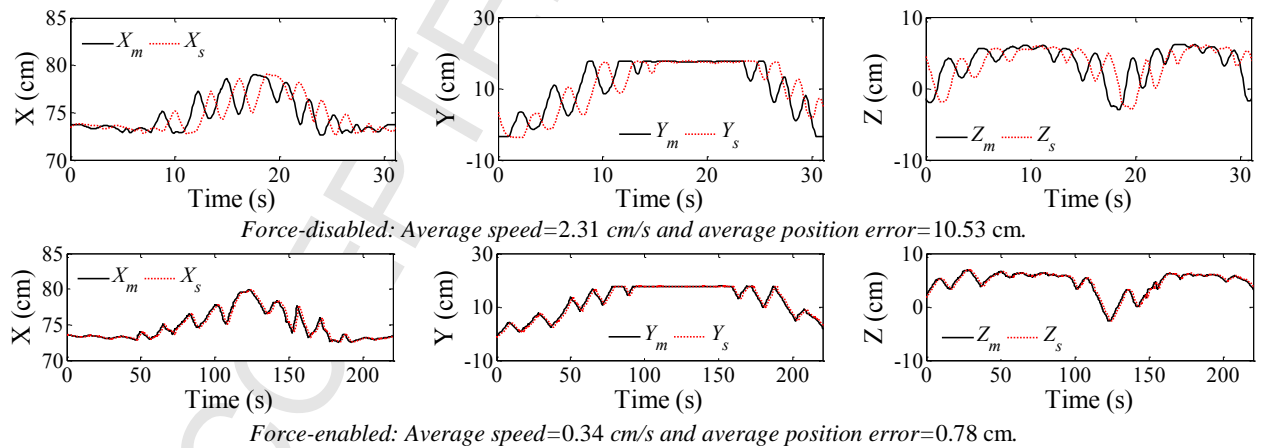 85
80
75
70
X (cm)
X_m X_s
0 10 20 30
Time (s)
30
10
-10
Y (cm)
Y_m Y_s
0 10 20 30
Time (s)
10
0
-10
Z (cm)
Z_m Z_s
0 10 20 31
Time (s)
Force-disabled: Average speed=2.31 cm/s and average position error=10.53 cm.
85
80
75
70
X (cm)
X_m X_s
0 50 100 150 200
Time (s)
30
10
-10
Y (cm)
Y_m Y_s
0 50 100 150 200
Time (s)
10
0
-10
Z (cm)
Z_m Z_s
0 50 100 150 200
Time (s)
Force-enabled: Average speed=0.34 cm/s and average position error=0.78 cm.